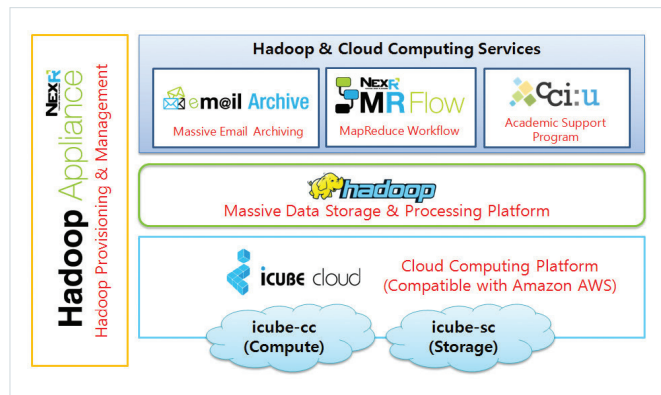 NEXR
Hadoop Appliance
Hadoop Provisioning & Management
Hadoop & Cloud Computing Services
em@il Archive
Massive Email Archiving
NEXR
MR Flow
MapReduce Workflow
cci:u
Academic Support
Program
hadoop
Massive Data Storage & Processing Platform
iCUBE cloud
Cloud Computing Platform
(Compatible with Amazon AWS)
icube-cc
(Compute)
icube-sc
(Storage)